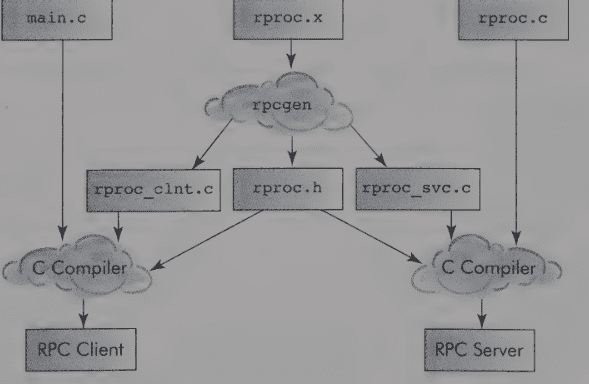 main.c
rproc.x
rproc.c
rpcgen
rproc_clnt.c
rproc.h
rproc_svc.c
C Compiler
C Compiler
RPC Client
RPC Server